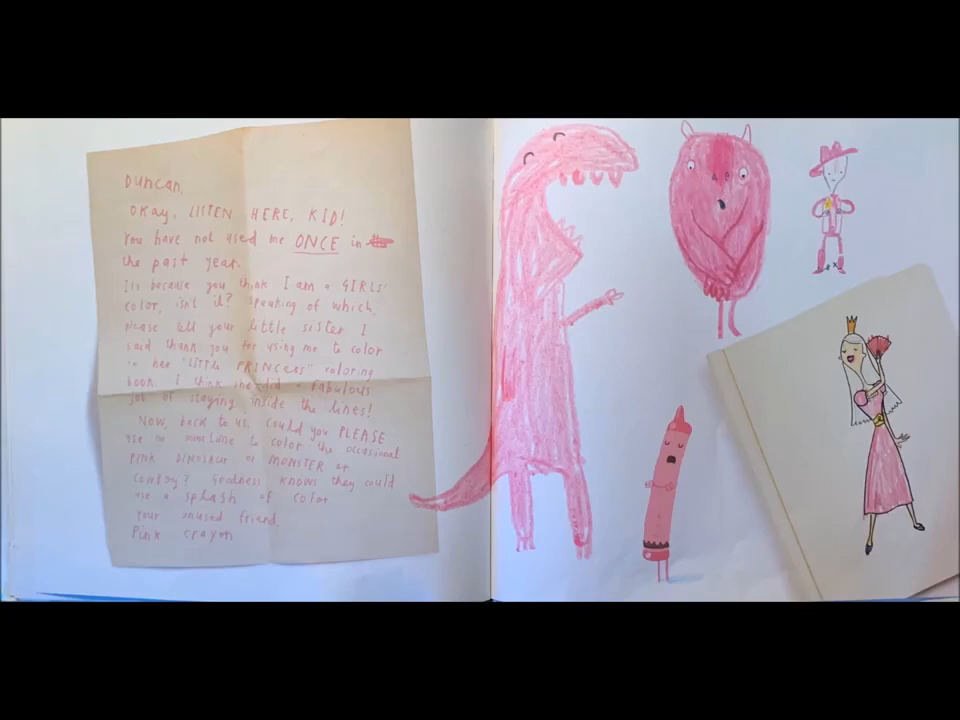 Duncan,
Okay, LISTEN HERE, KID!
You have not used me ONCE in
the past year.
Its because you think I am a GIRLS'
color, isn't it? speaking of which,
please tell your little sister I
said thank you for using me to color
in her "LITTLE PRINCESS" coloring
book. I think she did a fabulous
job of staying inside the lines!
Now, back to us. Could you PLEASE
use me sometime to color the occasional
PINK DINOSAUR or MONSTER or
cowboy? Goodness knows they could
use a splash of color
Your unused friend,
Pink crayon